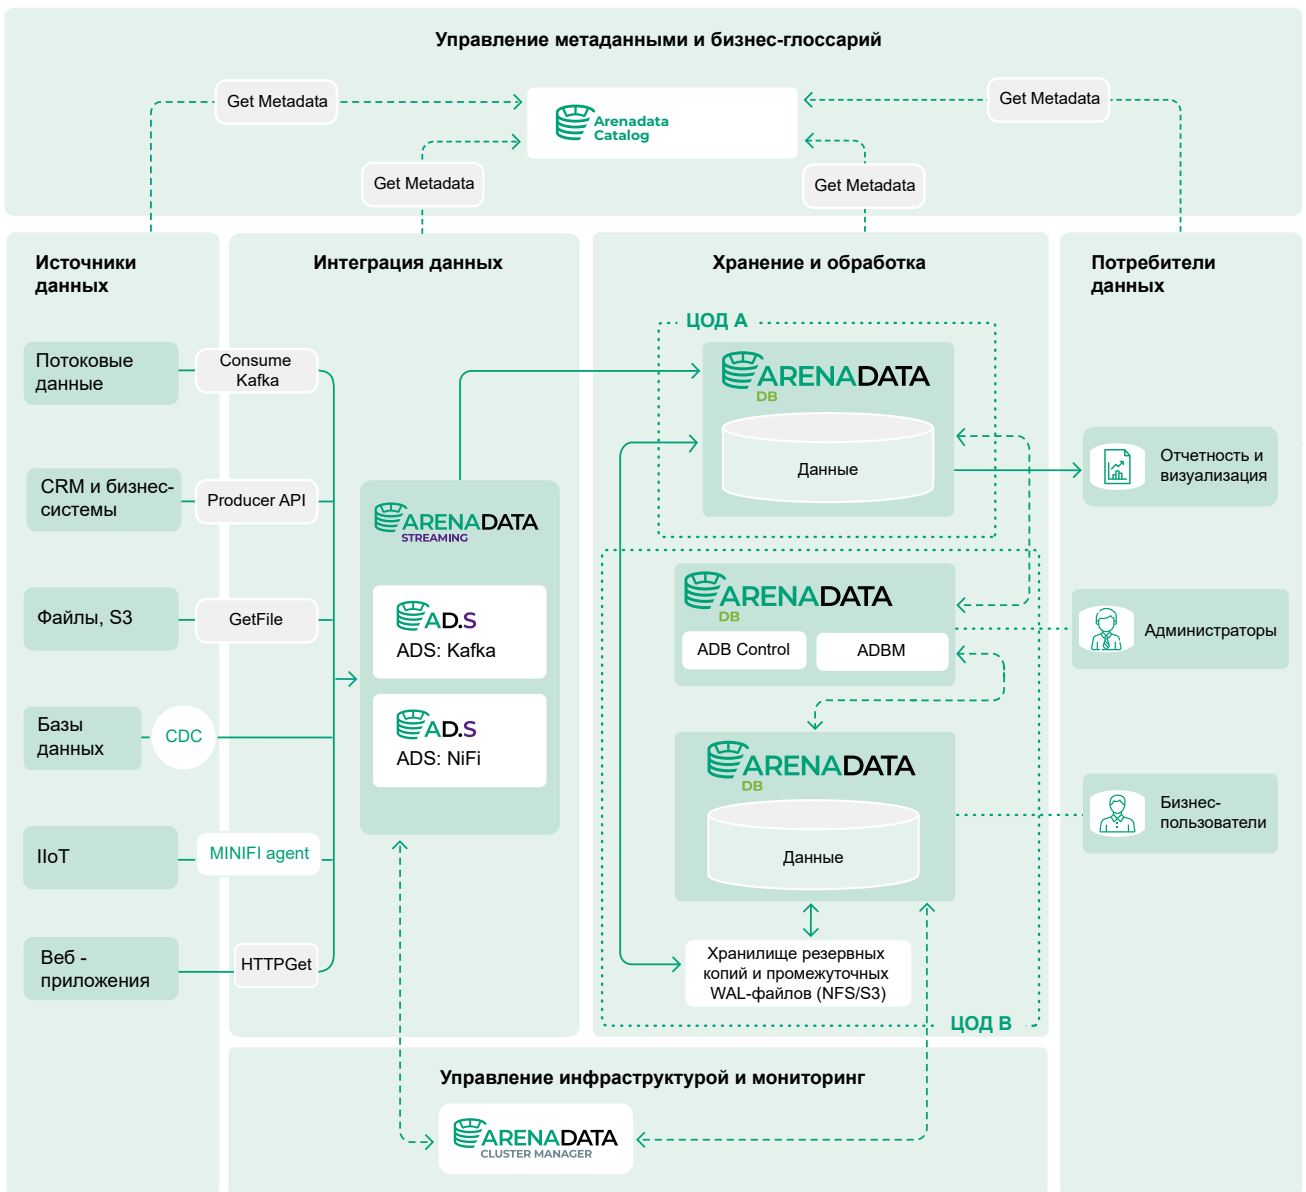 Управление метаданными и бизнес-глоссарий
Get Metadata
Arenadata
Catalog
Get Metadata
Get Metadata
Get Metadata
Источники
данных
Потоковые
данные
Consume
Kafka
CRM и бизнес-
системы
Producer API
Файлы, S3
GetFile
Базы
данных
CDC
IIoT
MINIFI agent
Веб -
приложения
HTTPGet
Интеграция данных
ARENADATA
STREAMING
AD.S
ADS: Kafka
AD.S
ADS: NiFi
Хранение и обработка
ЦОД А
ARENADATA
DB
Данные
ARENADATA
DB
ADB Control
ADBM
ARENADATA
DB
Данные
Хранилище резервных
копий и промежуточных
WAL-файлов (NFS/S3)
ЦОД В
Потребители
данных
Отчетность и
визуализация
Администраторы
Бизнес-
пользователи
Управление инфраструктурой и мониторинг
ARENADATA
CLUSTER MANAGER